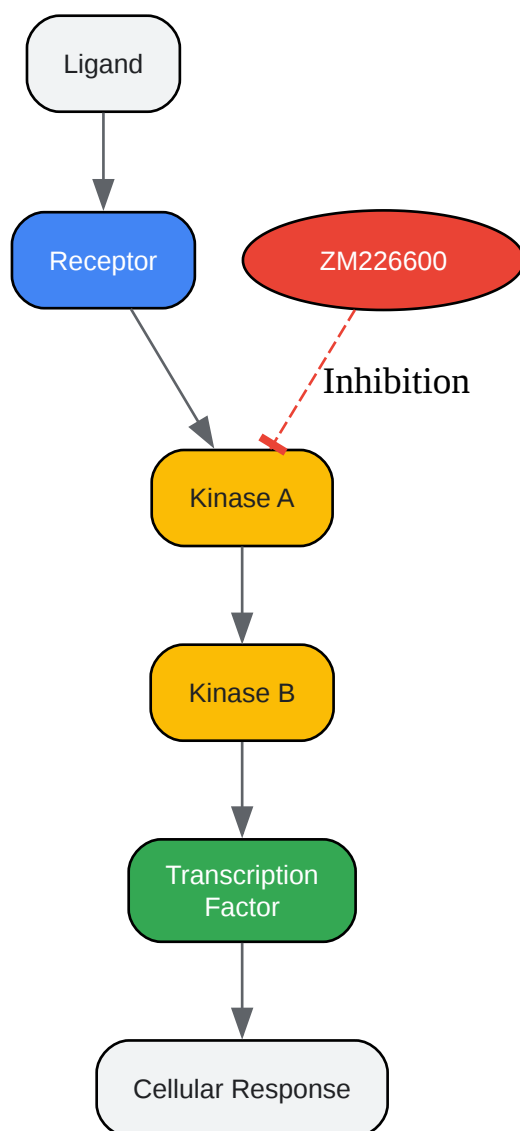 Ligand
Receptor
ZM226600
Inhibition
Kinase A
Kinase B
Transcription
Factor
Cellular Response